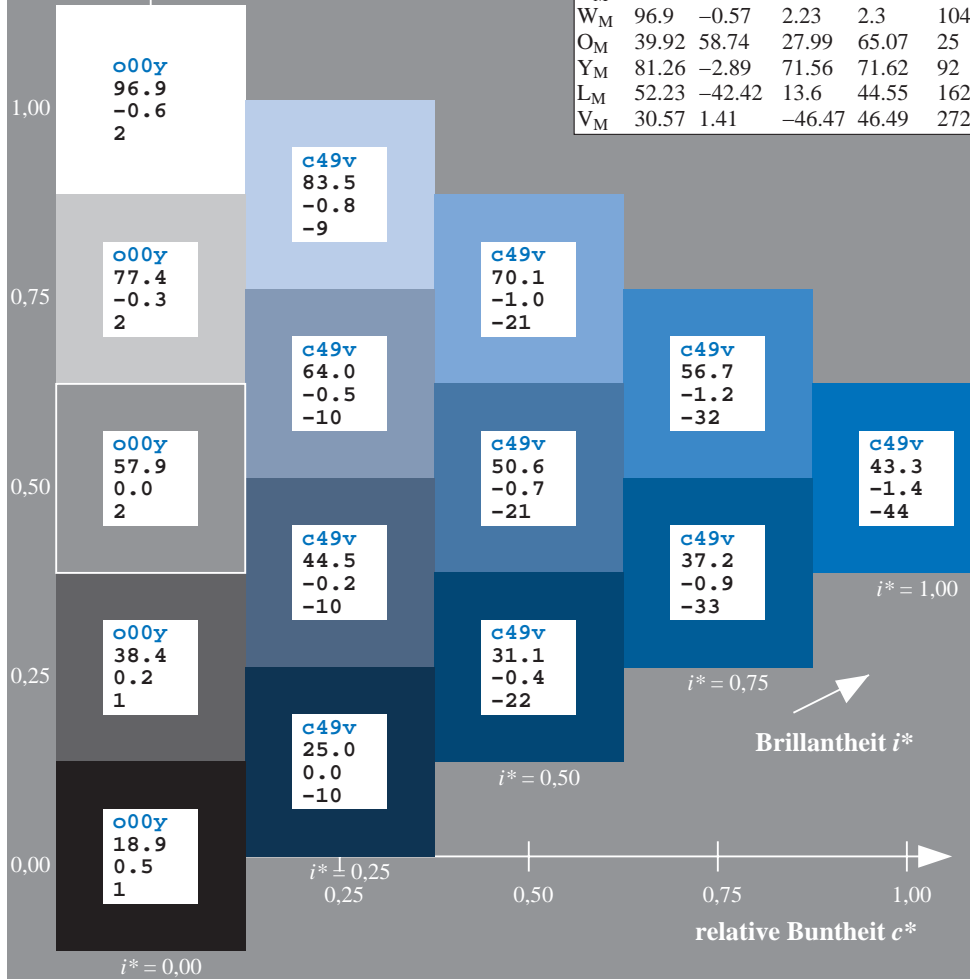 W_M 96.9 −0.57 2.23 2.3 104
O_M 39.92 58.74 27.99 65.07 25
Y_M 81.26 −2.89 71.56 71.62 92
L_M 52.23 −42.42 13.6 44.55 162
V_M 30.57 1.41 −46.47 46.49 272
o00y
96.9
-0.6
2
1,00
c49v
83.5
-0.8
-9
o00y
77.4
-0.3
2
c49v
70.1
-1.0
-21
0,75
c49v
64.0
-0.5
-10
c49v
56.7
-1.2
-32
o00y
57.9
0.0
2
c49v
50.6
-0.7
-21
c49v
43.3
-1.4
-44
0,50
c49v
44.5
-0.2
-10
c49v
37.2
-0.9
-33
i* = 1,00
o00y
38.4
0.2
1
c49v
31.1
-0.4
-22
0,25
i* = 0,75
c49v
25.0
0.0
-10
Brillantheit i*
i* = 0,50
o00y
18.9
0.5
1
0,00
i* = 0,25
0,25 0,50 0,75 1,00
relative Buntheit c*
i* = 0,00